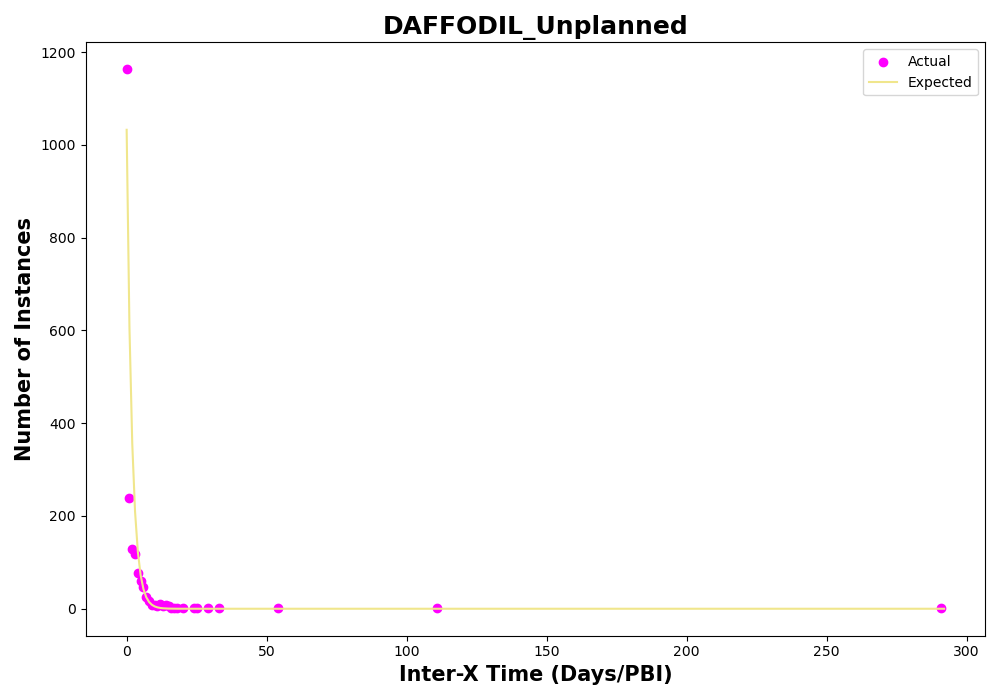 DAFFODIL_Unplanned
Actual
Expected
1200
1000
800
600
400
200
0
Number of Instances
0 50 100 150 200 250 300
Inter-X Time (Days/PBI)